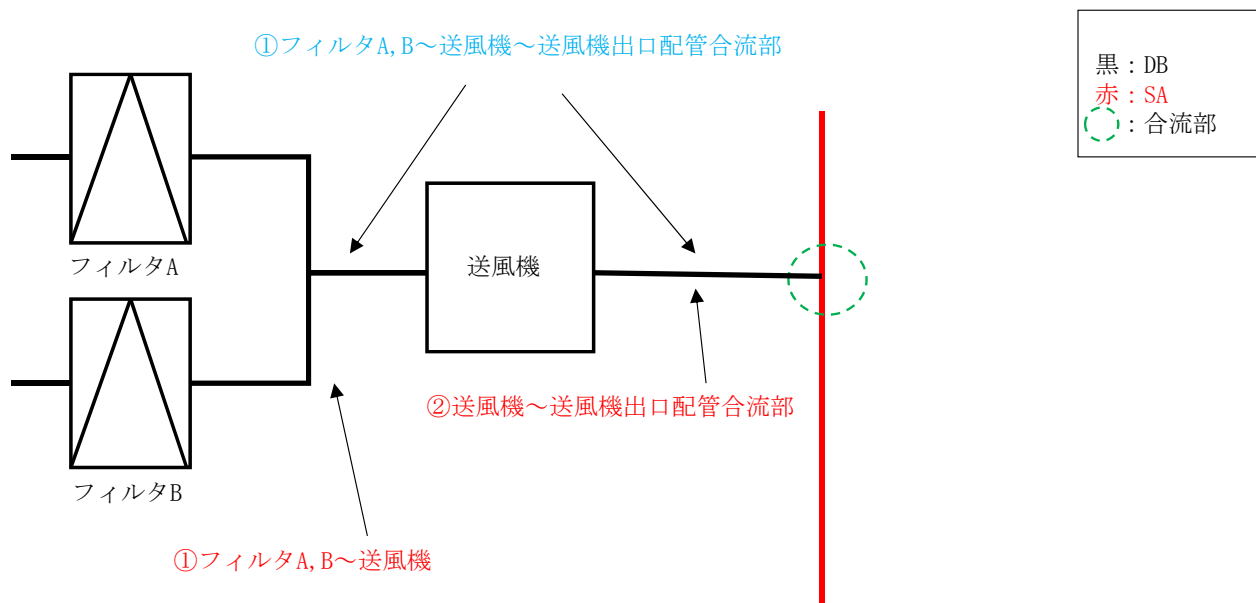 ①フィルタA,B～送風機～送風機出口配管合流部
黒：DB
赤：SA
：合流部
フィルタA
送風機
②送風機～送風機出口配管合流部
フィルタB
①フィルタA,B～送風機